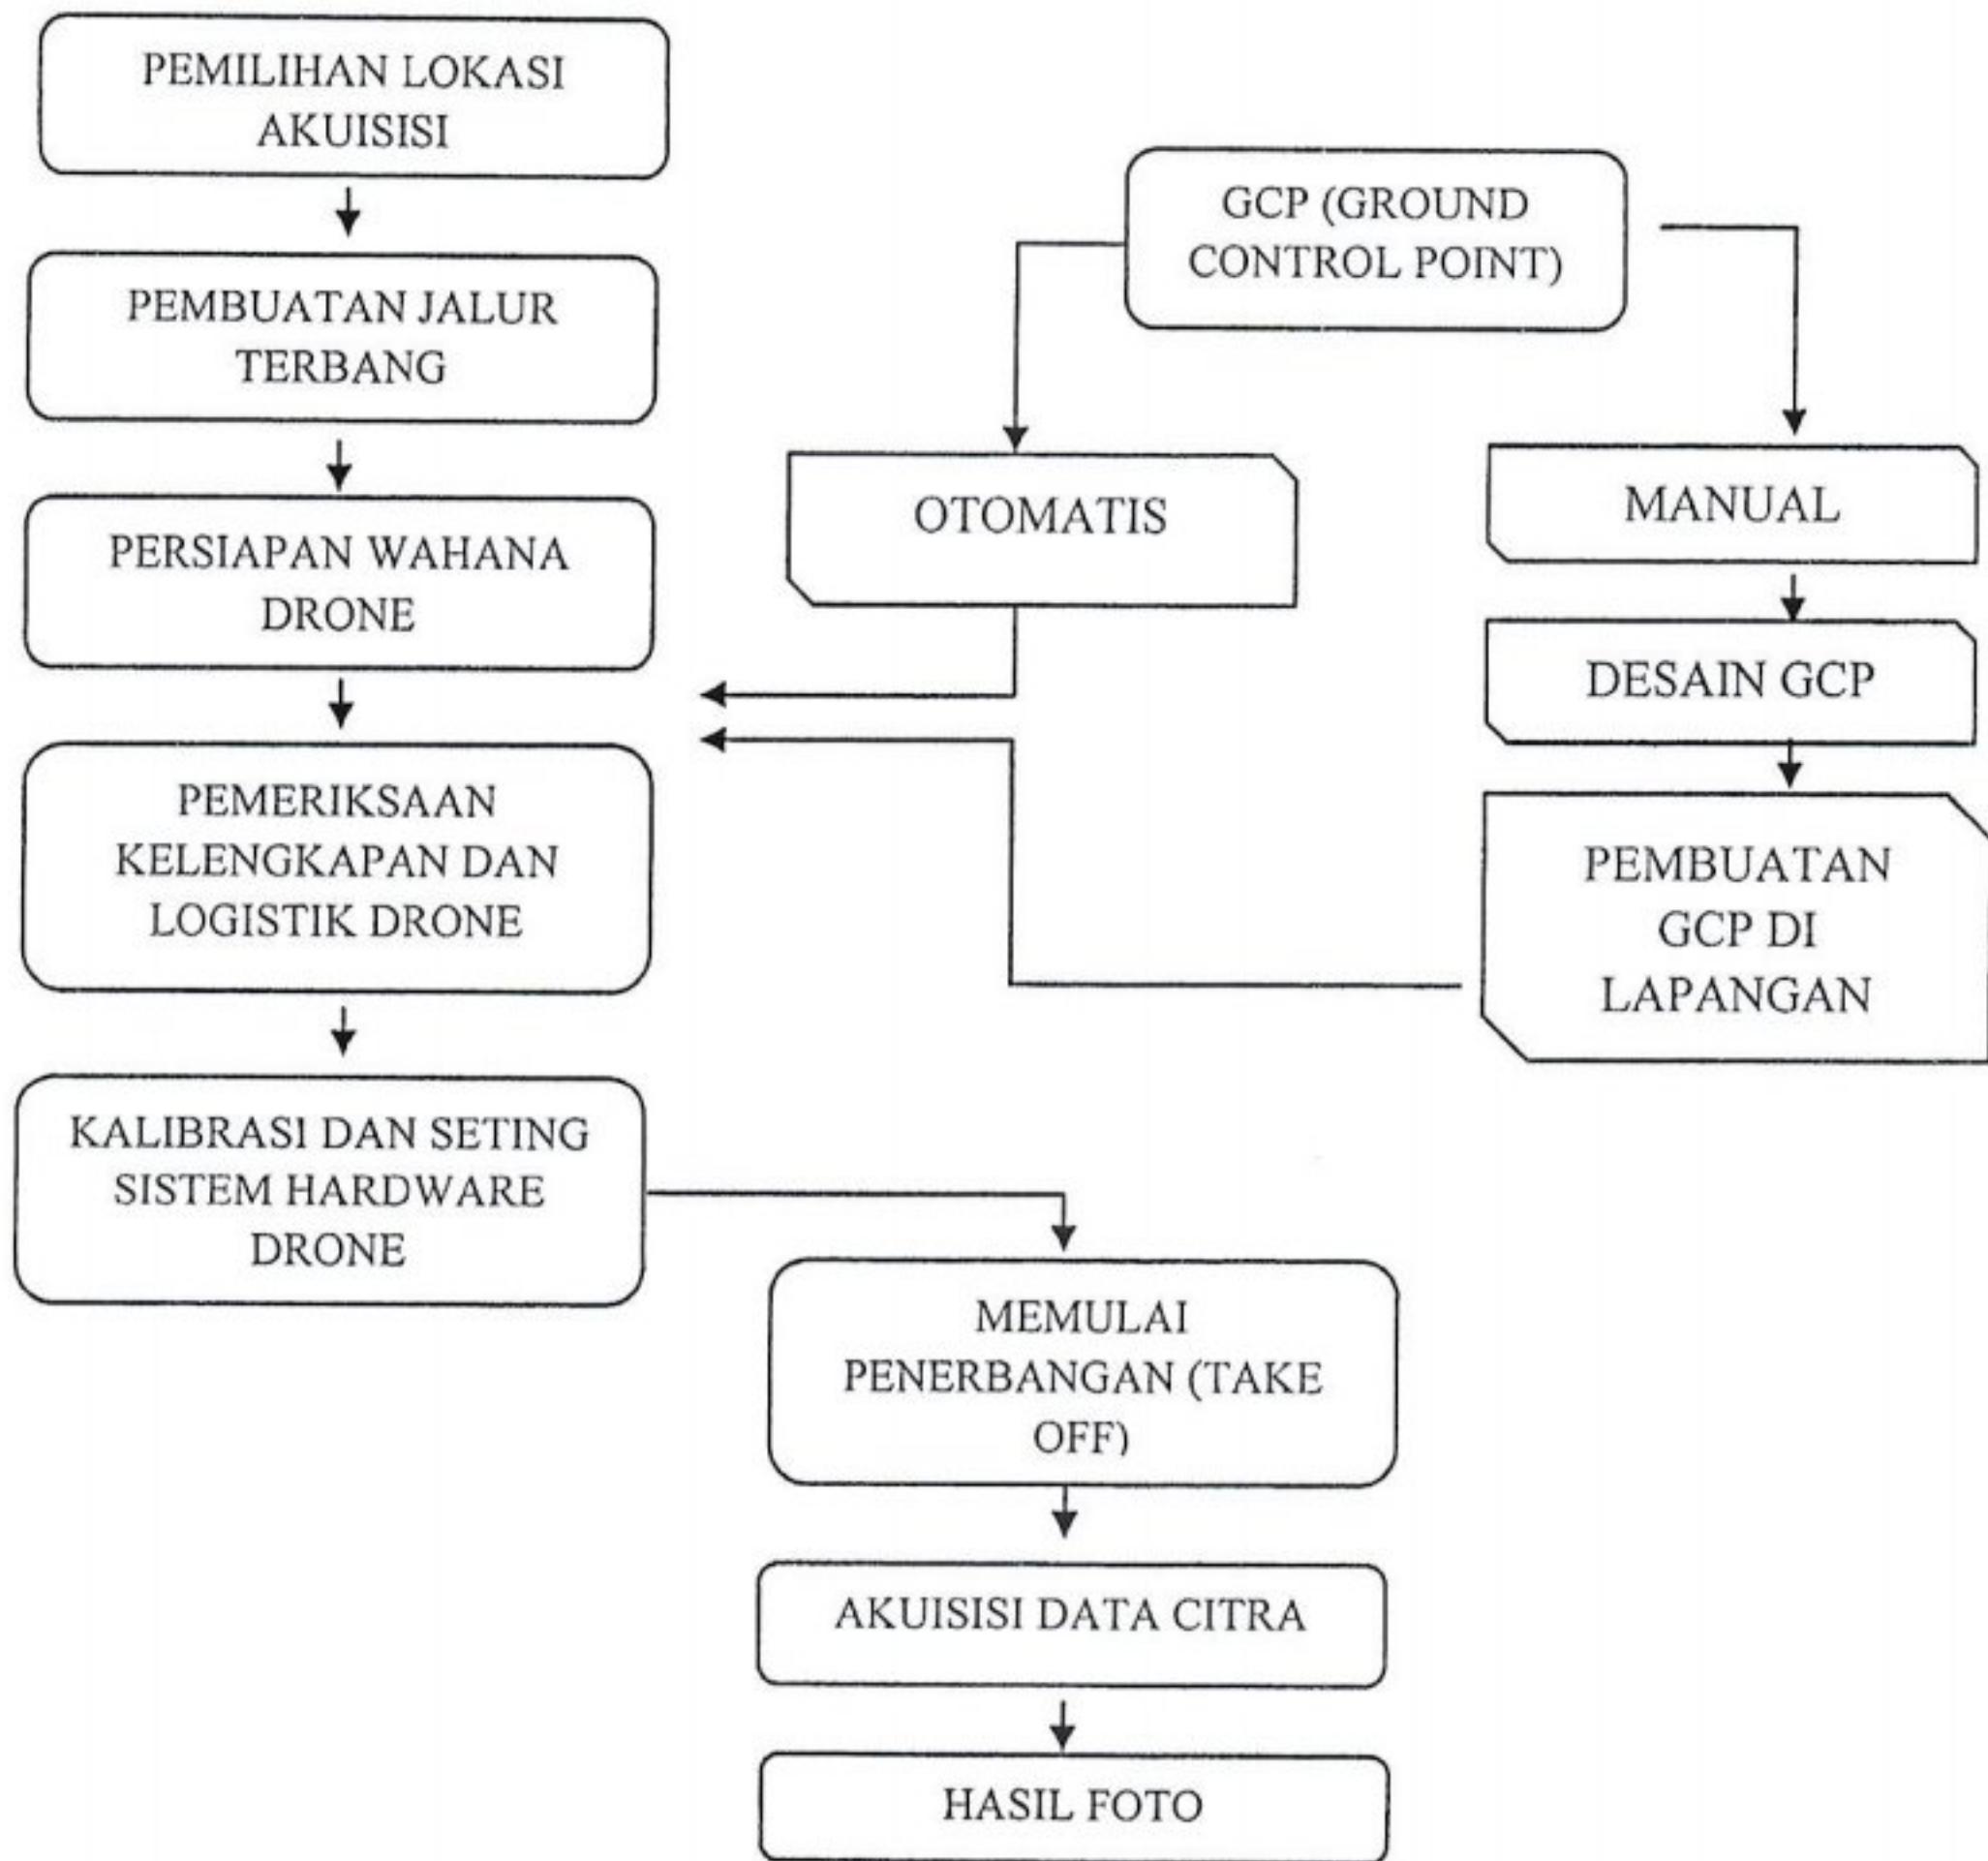 PEMILIHAN LOKASI
AKUISISI
PEMBUATAN JALUR
TERBANG
PERSIAPAN WAHANA
DRONE
PEMERIKSAAN
KELENGKAPAN DAN
LOGISTIK DRONE
KALIBRASI DAN SETING
SISTEM HARDWARE
DRONE
GCP (GROUND
CONTROL POINT)
OTOMATIS
MANUAL
DESAIN GCP
PEMBUATAN
GCP DI
LAPANGAN
MEMULAI
PENERBANGAN (TAKE
OFF)
AKUISISI DATA CITRA
HASIL FOTO